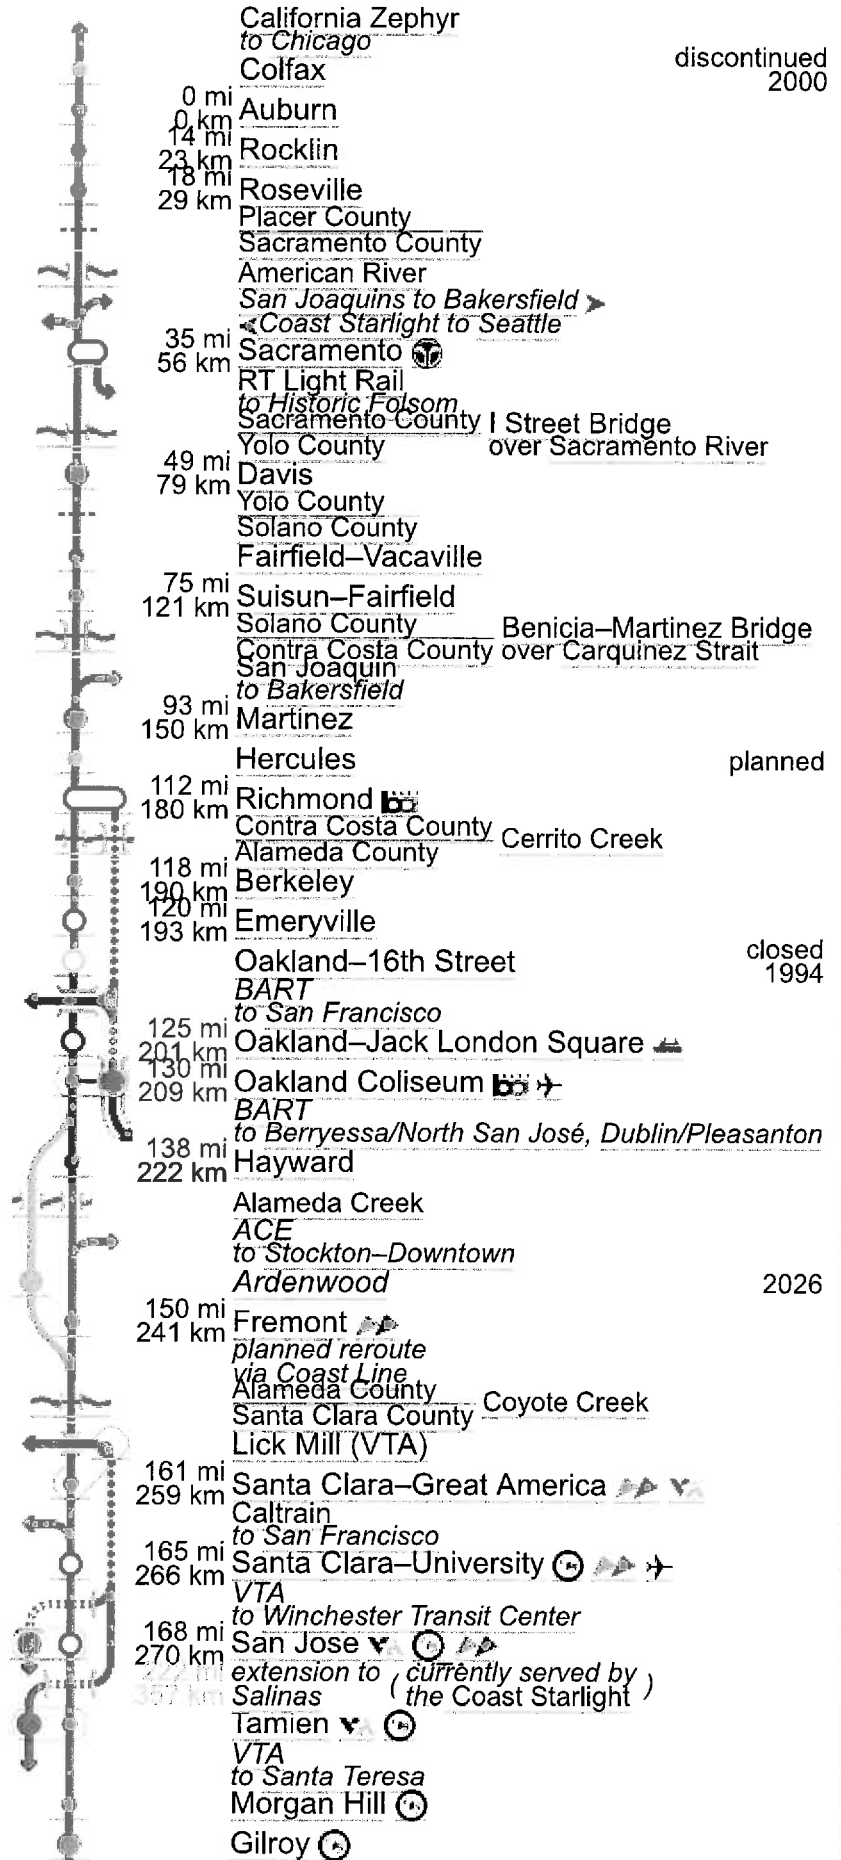 California Zephyr
to Chicago
Colfax
discontinued
2000
0 mi
0 km
Auburn
14 mi
23 km
Rocklin
18 mi
29 km
Roseville
Placer County
Sacramento County
American River
San Joaquins to Bakersfield
Coast Starlight to Seattle
35 mi
56 km
Sacramento
RT Light Rail
to Historic Folsom
Sacramento County
Yolo County
I Street Bridge
over Sacramento River
49 mi
79 km
Davis
Yolo County
Solano County
Fairfield–Vacaville
75 mi
121 km
Suisun–Fairfield
Solano County
Contra Costa County
Benicia–Martinez Bridge
over Carquinez Strait
San Joaquin
to Bakersfield
93 mi
150 km
Martinez
Hercules
planned
112 mi
180 km
Richmond
Contra Costa County
Alameda County
Cerrito Creek
118 mi
190 km
Berkeley
120 mi
193 km
Emeryville
Oakland–16th Street
closed
1994
BART
to San Francisco
125 mi
201 km
Oakland–Jack London Square
130 mi
209 km
Oakland Coliseum
BART
to Berryessa/North San José, Dublin/Pleasanton
138 mi
222 km
Hayward
Alameda Creek
ACE
to Stockton–Downtown
Ardenwood
2026
150 mi
241 km
Fremont
planned reroute
via Coast Line
Alameda County
Santa Clara County
Coyote Creek
Lick Mill (VTA)
161 mi
259 km
Santa Clara–Great America
Caltrain
to San Francisco
165 mi
266 km
Santa Clara–University
VTA
to Winchester Transit Center
168 mi
270 km
San Jose
222 mi
357 km
extension to
Salinas
( currently served by
the Coast Starlight )
Tamien
VTA
to Santa Teresa
Morgan Hill
Gilroy